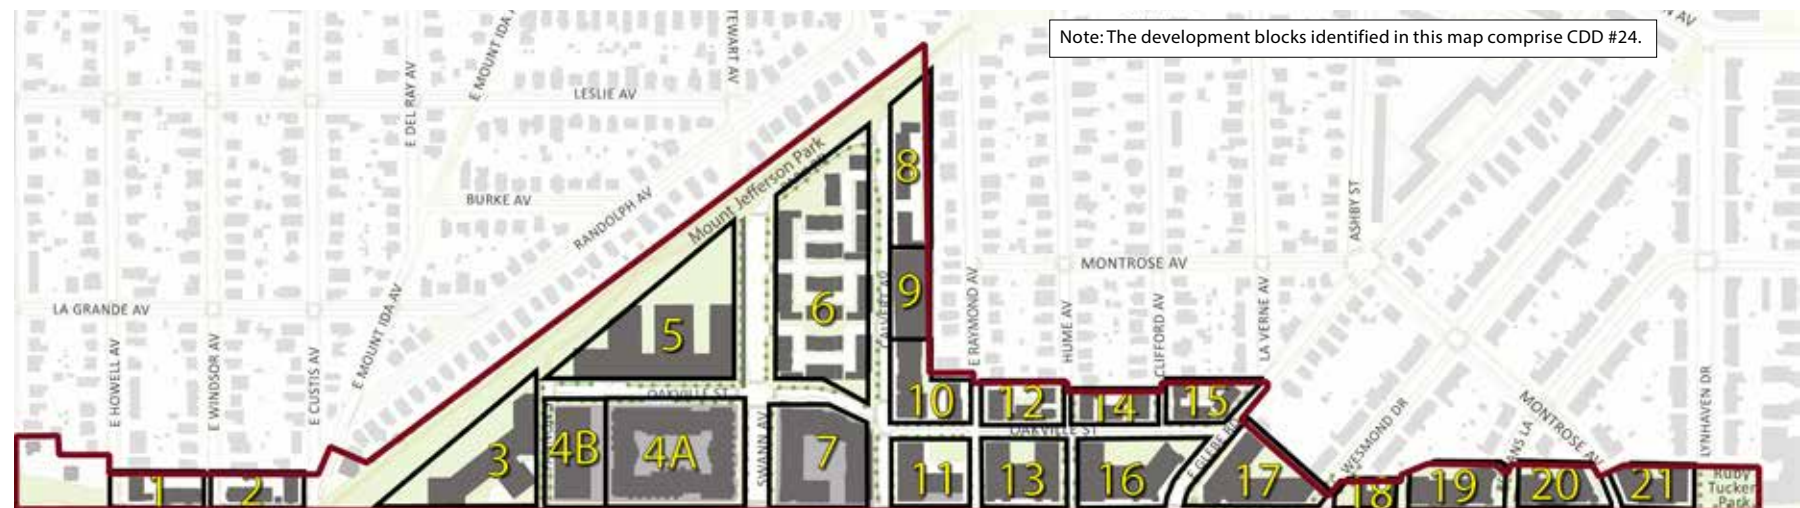 Note: The development blocks identified in this map comprise CDD #24.
E MOUNT IDA
E DEL RAY AV
LESLIE AV
BURKE AV
RANDOLPH AV
Mount Jefferson Park
LA GRANDE AV
E HOWELL AV
E WINDSOR AV
E CUSTIS AV
E MOUNT IDA AV
MONTROSE AV
ASHBY ST
E RAYMOND AV
HUME AV
CLIFFORD AV
LA VERNE AV
WESMOND DR
MONTROSE AV
LYNHAVEN DR
OAKVILLE ST
SWANN AV
OAKVILLE ST
Ruby
Tucker
Park
1
2
3
4B
4A
5
6
7
8
9
10
11
12
13
14
15
16
17
18
19
20
21